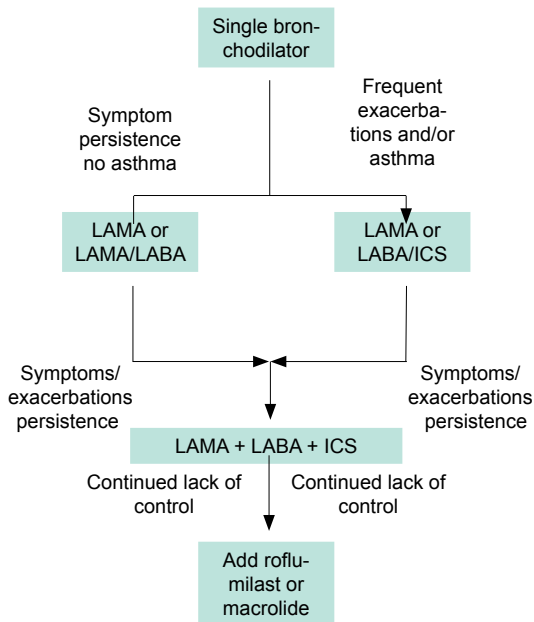 Single bron-
chodilator
Symptom
persistence
no asthma
Frequent
exacerba-
tions and/or
asthma
LAMA or
LAMA/LABA
LAMA or
LABA/ICS
Symptoms/
exacerbations
persistence
Symptoms/
exacerbations
persistence
LAMA + LABA + ICS
Continued lack of
control
Continued lack of
control
Add roflu-
milast or
macrolide